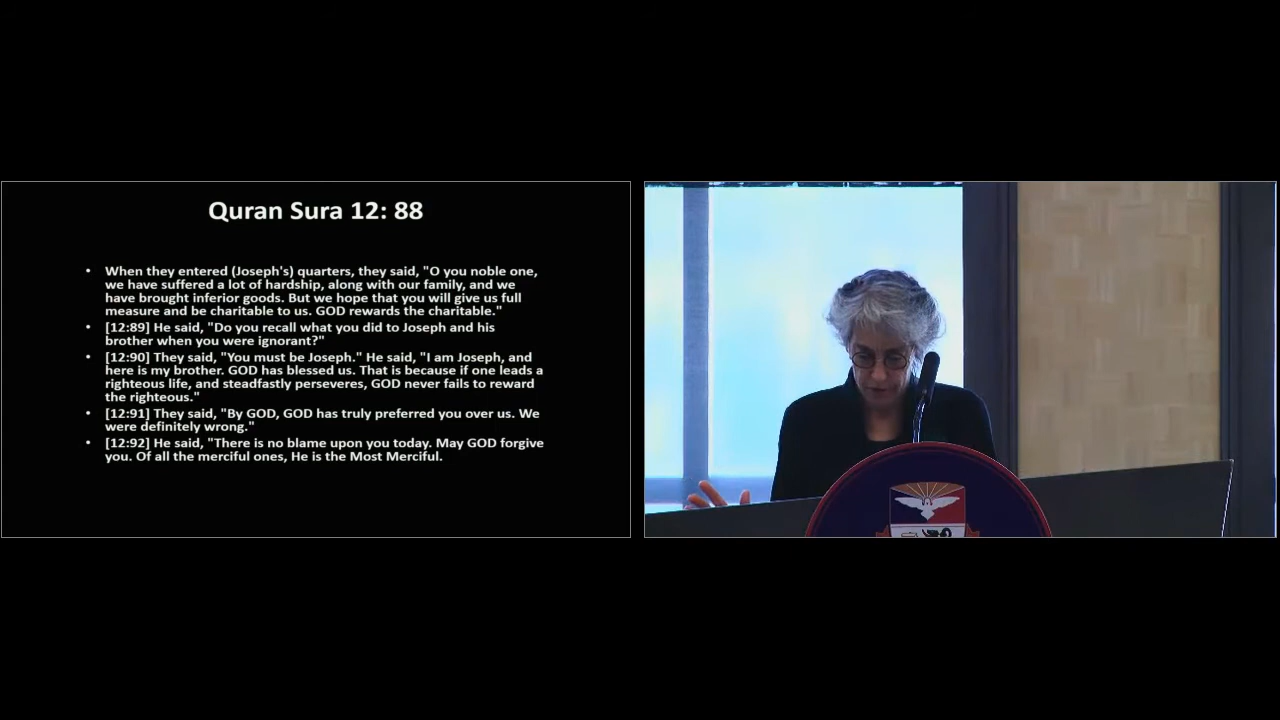 Quran Sura 12: 88
• When they entered (Joseph's) quarters, they said, "O you noble one,
we have suffered a lot of hardship, along with our family, and we
have brought inferior goods. But we hope that you will give us full
measure and be charitable to us. GOD rewards the charitable."
• [12:89] He said, "Do you recall what you did to Joseph and his
brother when you were ignorant?"
• [12:90] They said, "You must be Joseph." He said, "I am Joseph, and
here is my brother. GOD has blessed us. That is because if one leads a
righteous life, and steadfastly perseveres, GOD never fails to reward
the righteous."
• [12:91] They said, "By GOD, GOD has truly preferred you over us. We
were definitely wrong."
• [12:92] He said, "There is no blame upon you today. May GOD forgive
you. Of all the merciful ones, He is the Most Merciful.